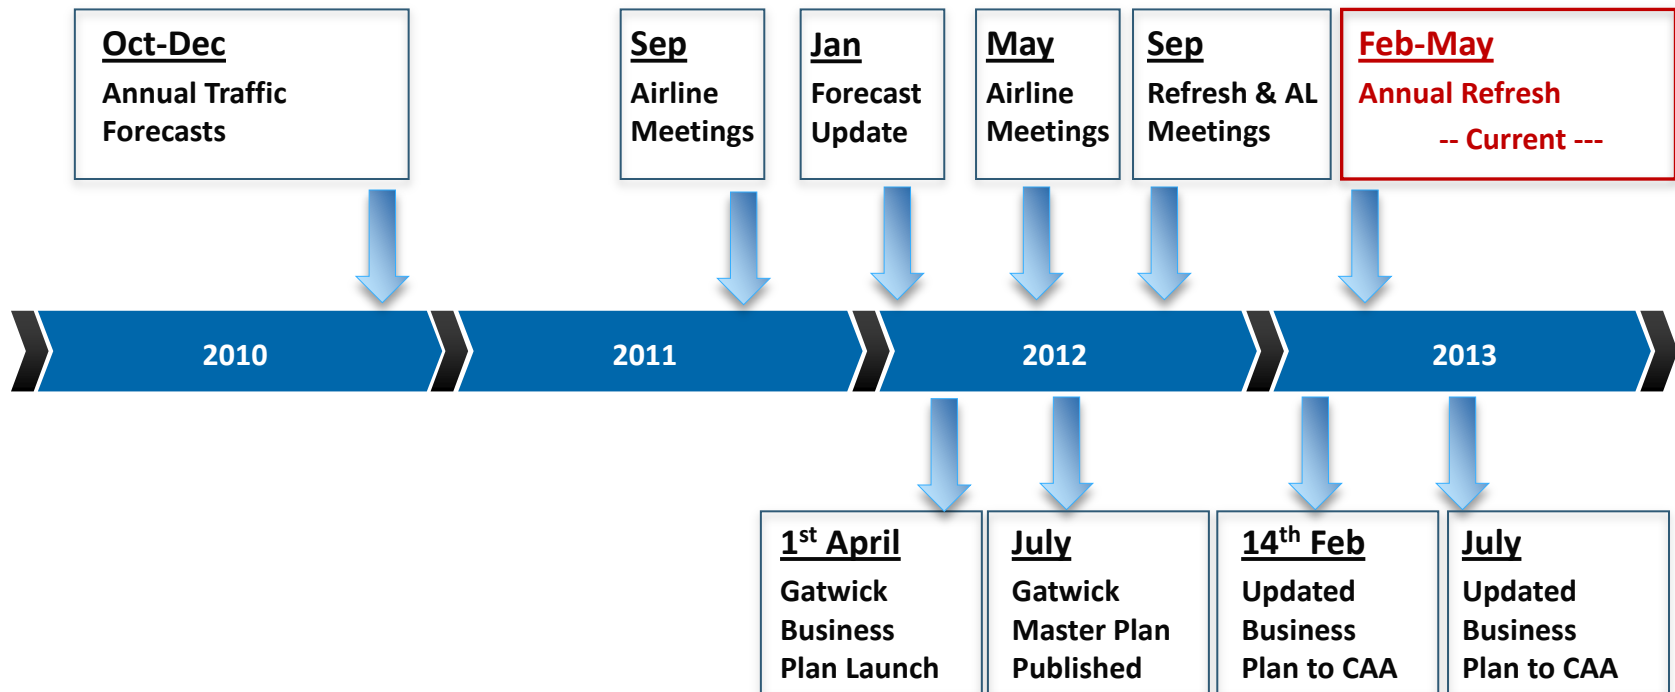 Oct-Dec
Annual Traffic
Forecasts
Sep
Airline
Meetings
Jan
Forecast
Update
May
Airline
Meetings
Sep
Refresh & AL
Meetings
Feb-May
Annual Refresh
-- Current ---
2010
2011
2012
2013
1st April
Gatwick
Business
Plan Launch
July
Gatwick
Master Plan
Published
14th Feb
Updated
Business
Plan to CAA
July
Updated
Business
Plan to CAA